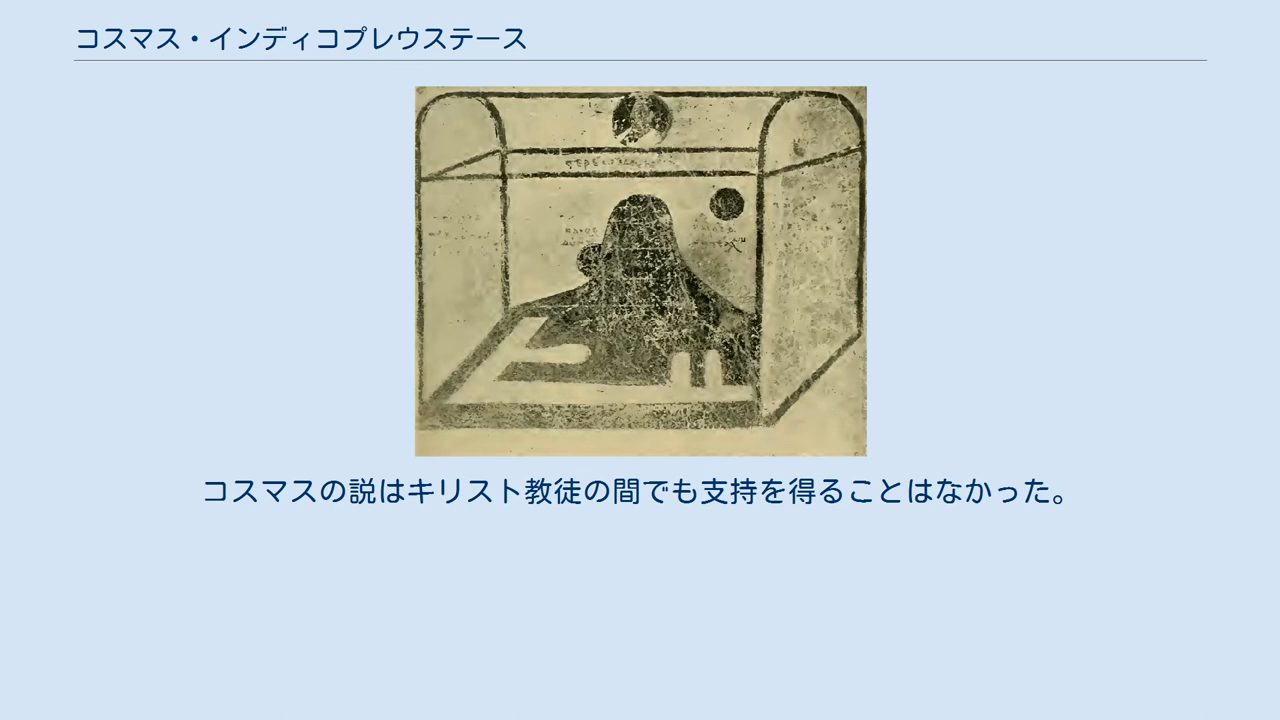 コスマス・インディコプレウステース
コスマスの説はキリスト教徒の間でも支持を得ることはなかった。